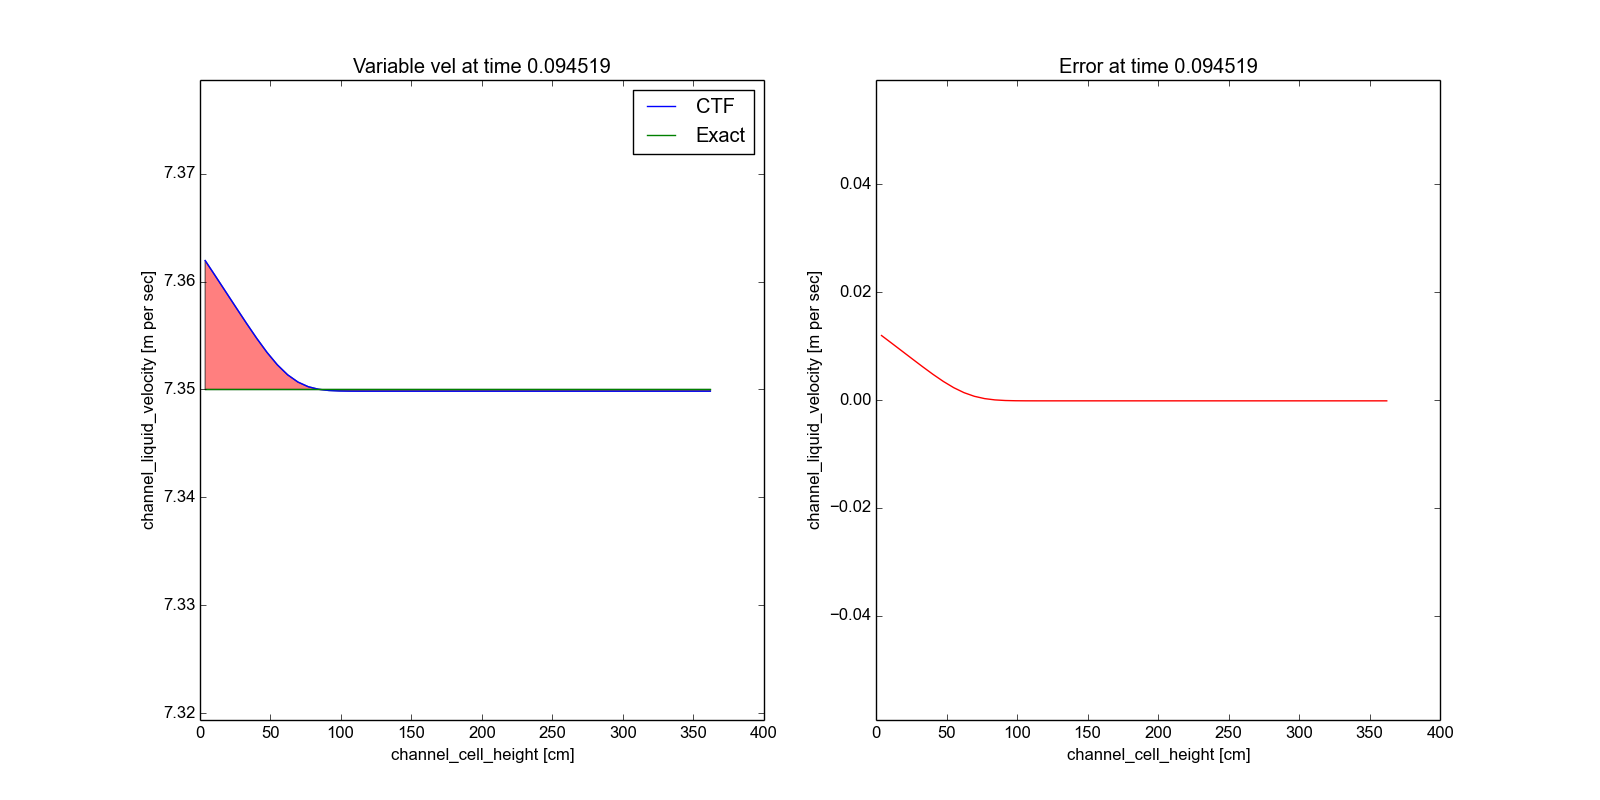 Variable vel at time 0.094519
CTF
Exact
7.37
7.36
7.35
7.34
7.33
7.32
channel_liquid_velocity [m per sec]
0 50 100 150 200 250 300 350 400
channel_cell_height [cm]
Error at time 0.094519
0.04
0.02
0.00
−0.02
−0.04
channel_liquid_velocity [m per sec]
0 50 100 150 200 250 300 350 400
channel_cell_height [cm]